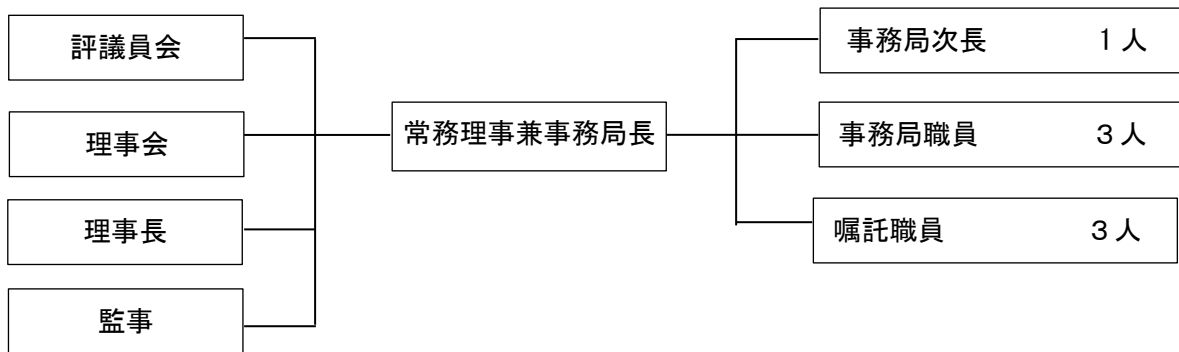 評議員会
理事会
理事長
監事
常務理事兼事務局長
事務局次長 1人
事務局職員 3人
嘱託職員 3人